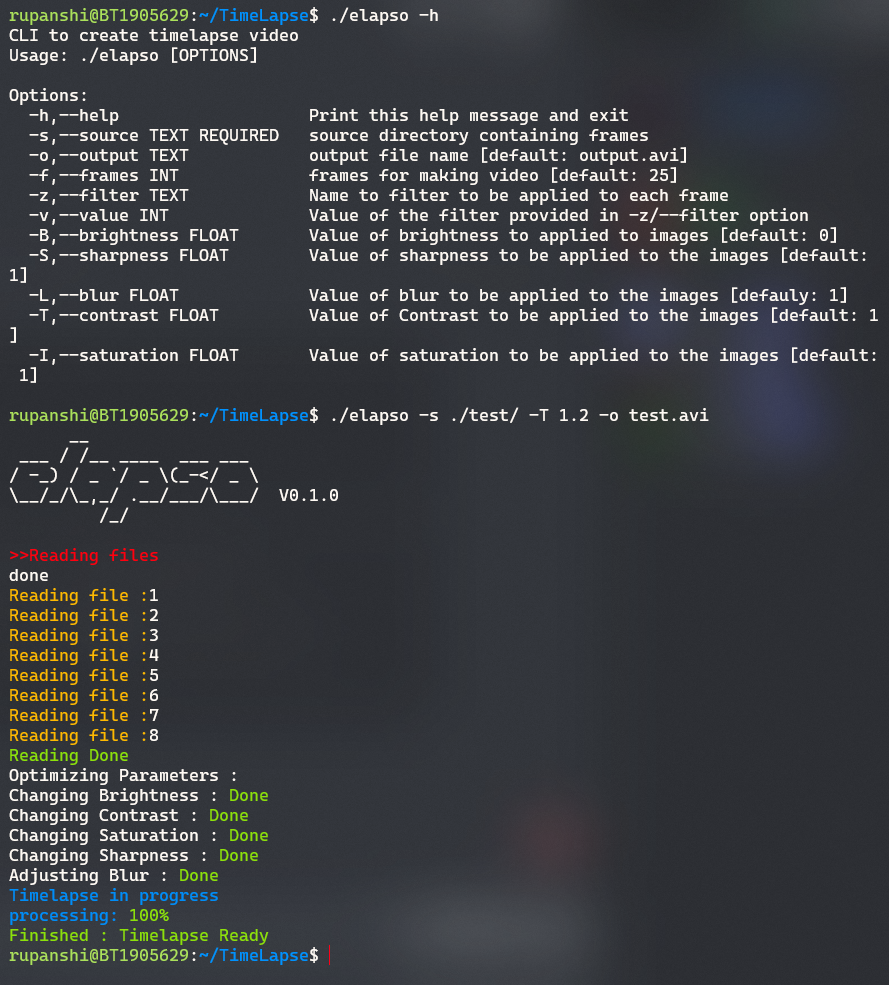 rupanshi@BT1905629:~/TimeLapse$ ./elapso -h
CLI to create timelapse video
Usage: ./elapso [OPTIONS]

Options:
  -h,--help                   Print this help message and exit
  -s,--source TEXT REQUIRED   source directory containing frames
  -o,--output TEXT            output file name [default: output.avi]
  -f,--frames INT             frames for making video [default: 25]
  -z,--filter TEXT            Name to filter to be applied to each frame
  -v,--value INT              Value of the filter provided in -z/--filter option
  -B,--brightness FLOAT       Value of brightness to applied to images [default: 0]
  -S,--sharpness FLOAT        Value of sharpness to be applied to the images [default:
1]
  -L,--blur FLOAT             Value of blur to be applied to the images [defauly: 1]
  -T,--contrast FLOAT         Value of Contrast to be applied to the images [default: 1
]
  -I,--saturation FLOAT       Value of saturation to be applied to the images [default:
 1]

rupanshi@BT1905629:~/TimeLapse$ ./elapso -s ./test/ -T 1.2 -o test.avi
      __
 ___ / /__ ____  ___ ___
/ -_) / _ `/ _ \(_-</ _ \
\__/_/\_,_/ .__/___/\___/  V0.1.0
         /_/

>>Reading files
done
Reading file :1
Reading file :2
Reading file :3
Reading file :4
Reading file :5
Reading file :6
Reading file :7
Reading file :8
Reading Done
Optimizing Parameters :
Changing Brightness : Done
Changing Contrast : Done
Changing Saturation : Done
Changing Sharpness : Done
Adjusting Blur : Done
Timelapse in progress
processing: 100%
Finished : Timelapse Ready
rupanshi@BT1905629:~/TimeLapse$